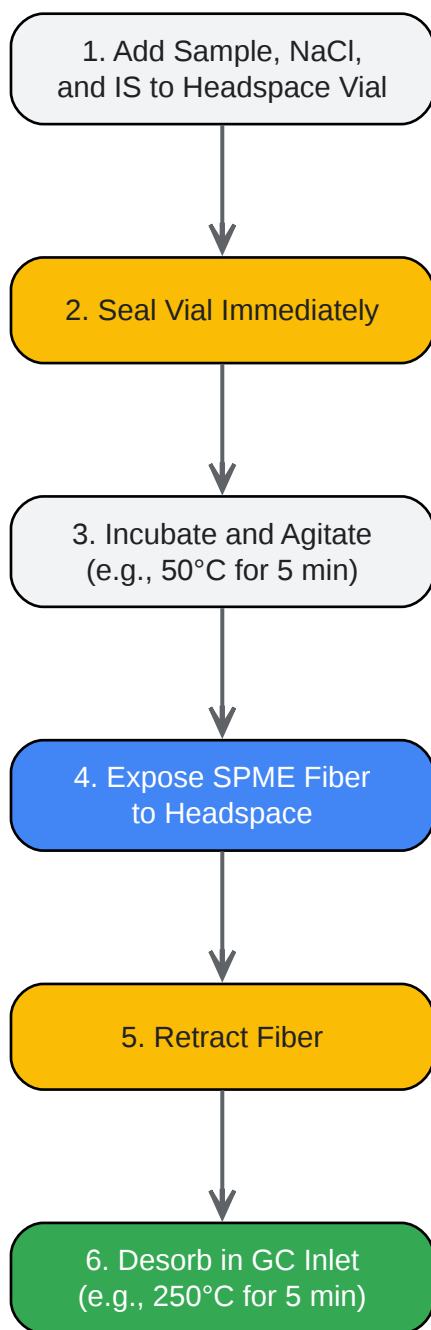 1. Add Sample, NaCl,
and IS to Headspace Vial
2. Seal Vial Immediately
3. Incubate and Agitate
(e.g., 50°C for 5 min)
4. Expose SPME Fiber
to Headspace
5. Retract Fiber
6. Desorb in GC Inlet
(e.g., 250°C for 5 min)